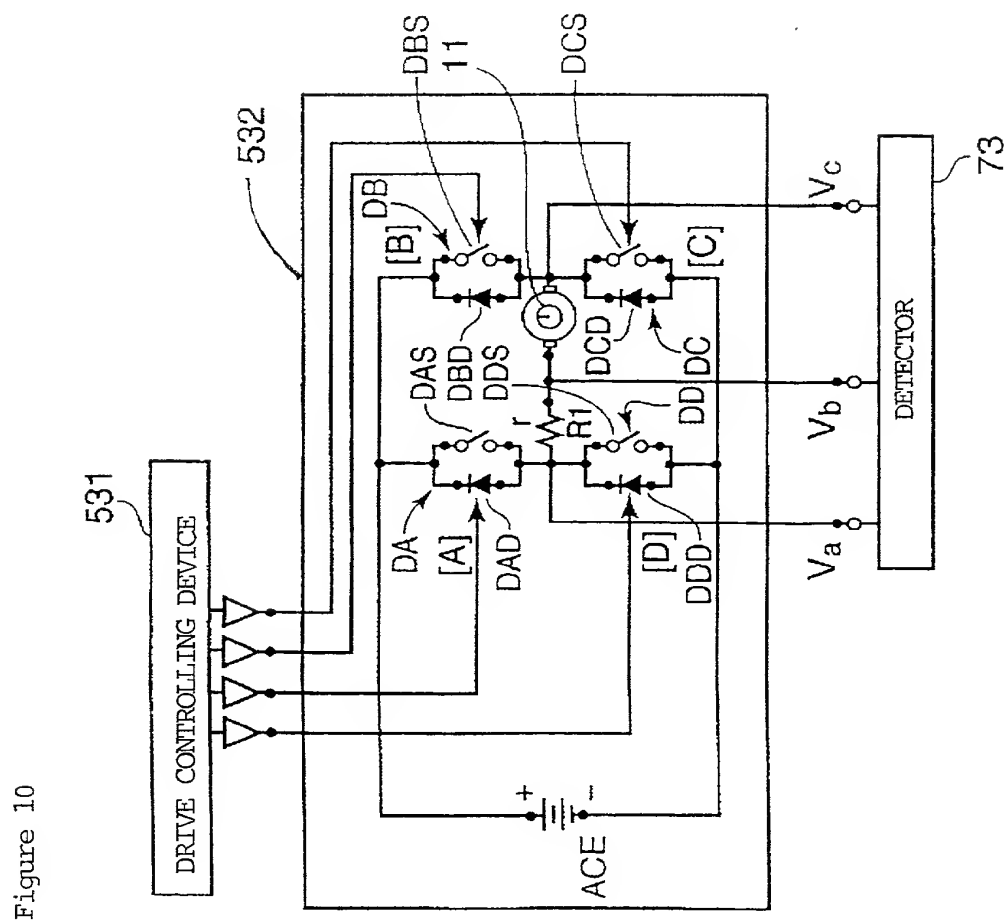 Figure 10
531
DRIVE CONTROLLING DEVICE
532
DBS
11
DCS
DB
[B]
DAS
DBD
DDS
DA
[A]
DAD
r
R1
DCD
DC
[C]
DD
[D]
DDD
+
-
ACE
Va
Vb
Vc
DETECTOR
73